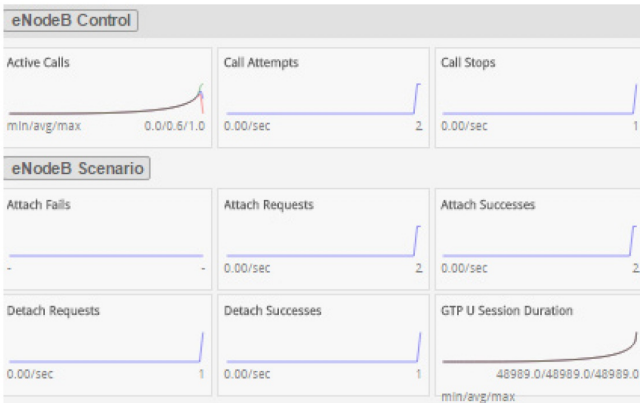 eNodeB Control
Active Calls
Call Attempts
Call Stops
min/avg/max 0.0/0.6/1.0
0.00/sec 2
0.00/sec 1
eNodeB Scenario
Attach Fails
Attach Requests
Attach Successes
- -
0.00/sec 2
0.00/sec 2
Detach Requests
Detach Successes
GTP U Session Duration
0.00/sec 1
0.00/sec 1
48989.0/48989.0/48989.0
min/avg/max